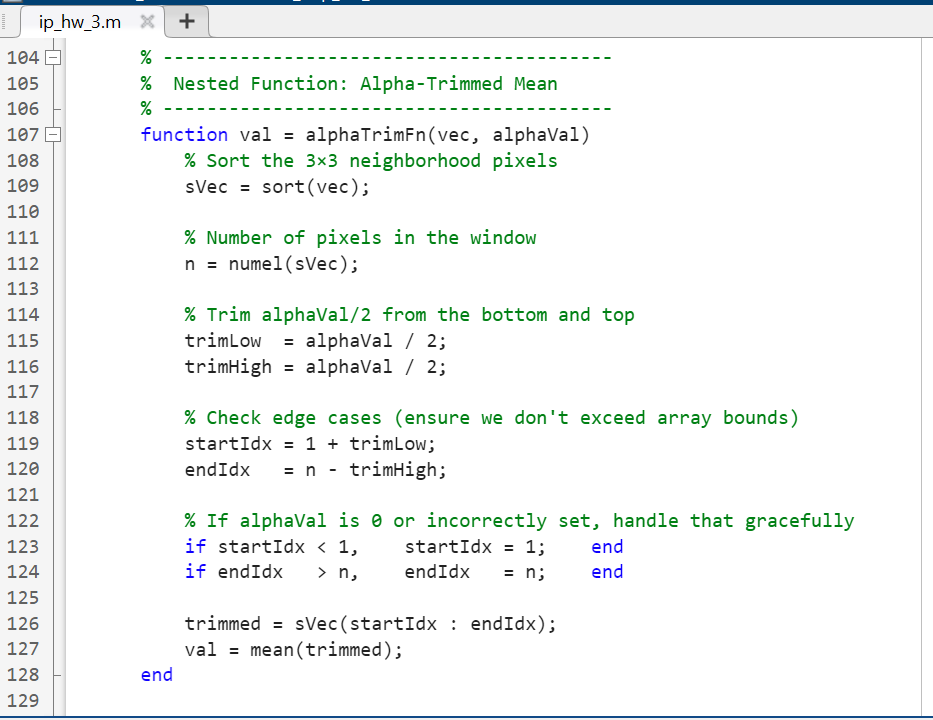 ip_hw_3.m
104 % -----------------------------------------
105 %  Nested Function: Alpha-Trimmed Mean
106 % -----------------------------------------
107 function val = alphaTrimFn(vec, alphaVal)
108     % Sort the 3×3 neighborhood pixels
109     sVec = sort(vec);
110
111     % Number of pixels in the window
112     n = numel(sVec);
113
114     % Trim alphaVal/2 from the bottom and top
115     trimLow  = alphaVal / 2;
116     trimHigh = alphaVal / 2;
117
118     % Check edge cases (ensure we don't exceed array bounds)
119     startIdx = 1 + trimLow;
120     endIdx   = n - trimHigh;
121
122     % If alphaVal is 0 or incorrectly set, handle that gracefully
123     if startIdx < 1,    startIdx = 1;    end
124     if endIdx   > n,    endIdx   = n;    end
125
126     trimmed = sVec(startIdx : endIdx);
127     val = mean(trimmed);
128 end
129